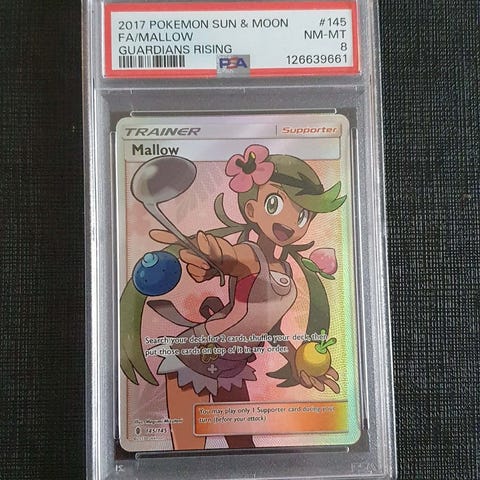 2017 POKEMON SUN & MOON #145
FA/MALLOW NM-MT
GUARDIANS RISING 8
PSA 126639661
TRAINER Supporter
Mallow
Search your deck for 2 cards, shuffle your deck, then
put those cards on top of it in any order.
You may play only 1 Supporter card during your
turn (before your attack).
145/145